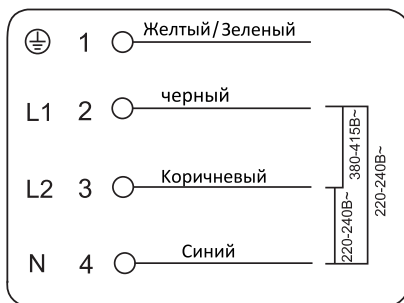 1 Желтый/Зеленый
L1 2 черный
L2 3 Коричневый
N 4 Синий
380-415В~
220-240В~
220-240В~